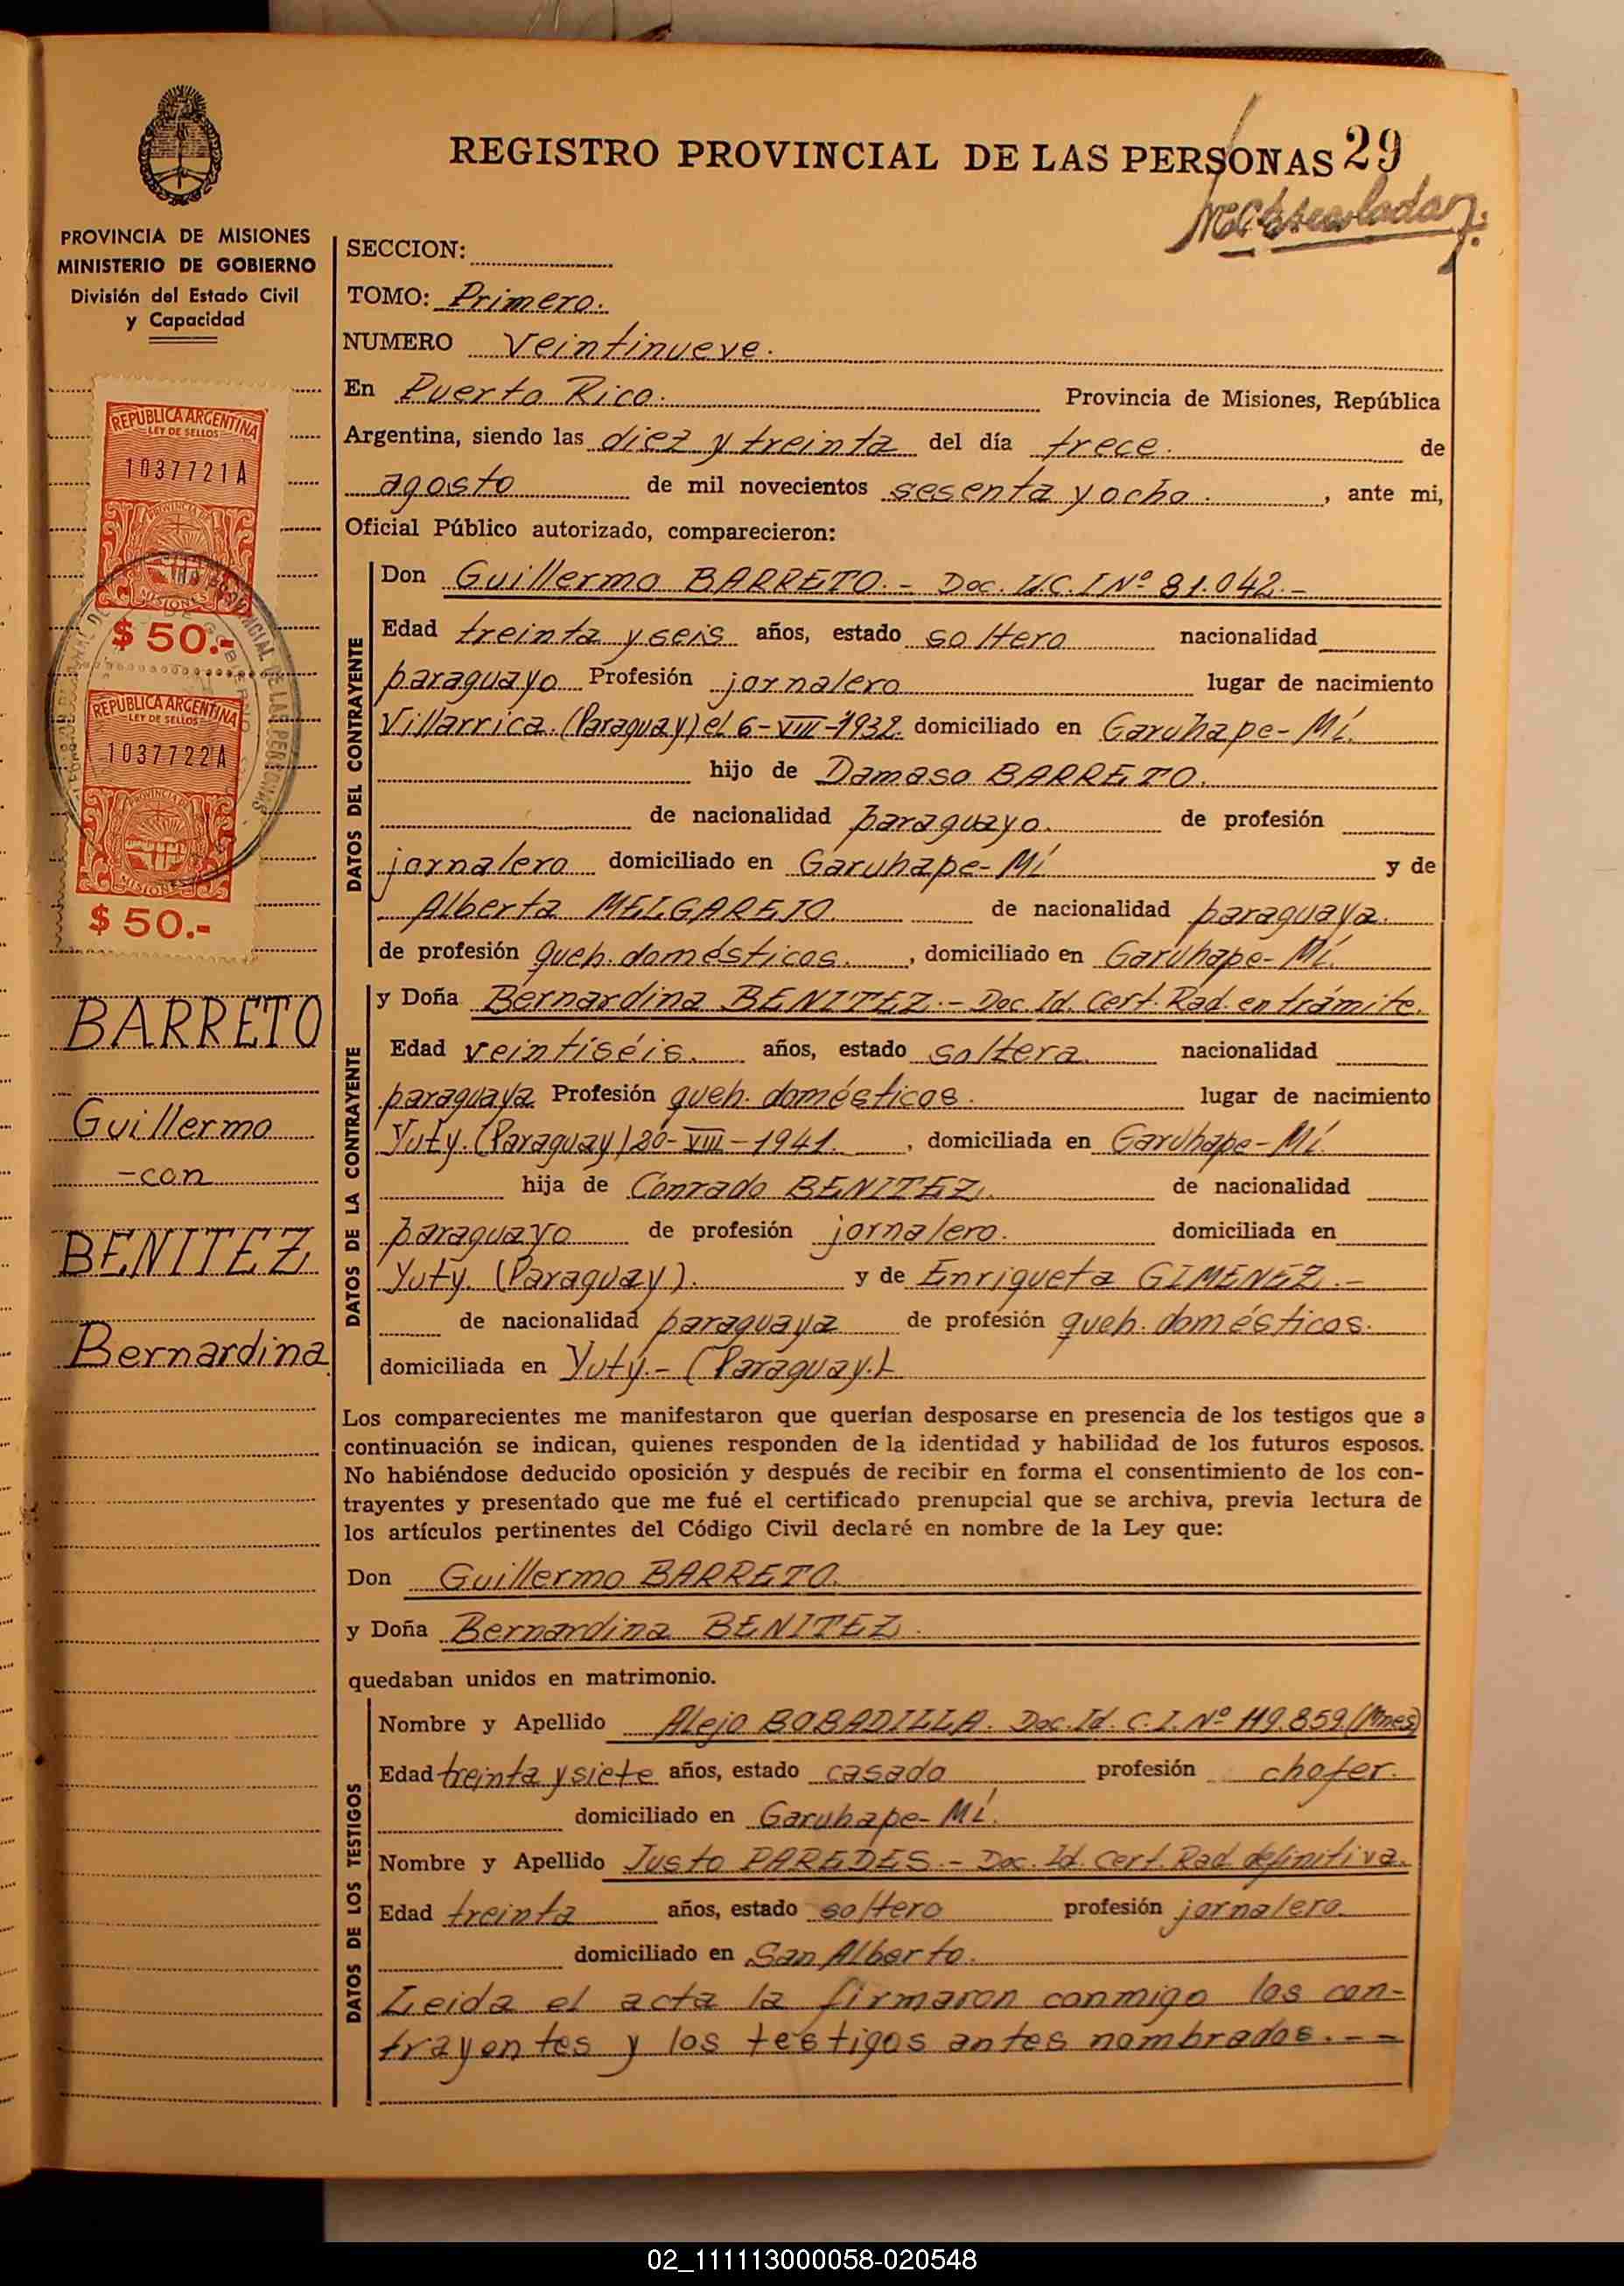 REGISTRO PROVINCIAL DE LAS PERSONAS 29
PROVINCIA DE MISIONES
MINISTERIO DE GOBIERNO
División del Estado Civil
y Capacidad
REPUBLICA ARGENTINA
LEY DE SELLOS
1037721A
MISIONES
$ 50.-
REPUBLICA ARGENTINA
LEY DE SELLOS
1037722A
MISIONES
$ 50.-
BARRETO
Guillermo
-con
BENITEZ
Bernardina
SECCION:
TOMO: Primero.
NUMERO Veintinueve.
En Puerto Rico. Provincia de Misiones, República
Argentina, siendo las diez y treinta del día trece. de
agosto de mil novecientos sesenta y ocho. , ante mi,
Oficial Público autorizado, comparecieron:
DATOS DEL CONTRAYENTE
Don Guillermo BARRETO.- Doc. Nº 81.042.-
Edad treinta y seis años, estado soltero nacionalidad
paraguayo Profesión jornalero lugar de nacimiento
Villarrica. (Paraguay) el 6-VIII-1932. domiciliado en Garuhape-Mí.
hijo de Damaso BARRETO.
de nacionalidad paraguayo. de profesión
jornalero domiciliado en Garuhape-Mí y de
Alberta MELGAREJO. de nacionalidad paraguaya.
de profesión queh. domésticos. , domiciliado en Garuhape-Mí.
DATOS DE LA CONTRAYENTE
y Doña Bernardina BENITEZ.- Doc. Id. Cert. Rad. en trámite.
Edad veintiséis. años, estado soltera. nacionalidad
paraguaya Profesión queh. domésticos. lugar de nacimiento
Yuty. (Paraguay) 20-VIII-1941. , domiciliada en Garuhape-Mí.
hija de Conrado BENITEZ. de nacionalidad
paraguayo de profesión jornalero. domiciliada en
Yuty. (Paraguay). y de Enriqueta GIMENEZ.-
de nacionalidad paraguaya de profesión queh. domésticos.
domiciliada en Yuty.- (Paraguay.)
Los comparecientes me manifestaron que querían desposarse en presencia de los testigos que a
continuación se indican, quienes responden de la identidad y habilidad de los futuros esposos.
No habiéndose deducido oposición y después de recibir en forma el consentimiento de los con-
trayentes y presentado que me fué el certificado prenupcial que se archiva, previa lectura de
los artículos pertinentes del Código Civil declaré en nombre de la Ley que:
Don Guillermo BARRETO.
y Doña Bernardina BENITEZ.
quedaban unidos en matrimonio.
DATOS DE LOS TESTIGOS
Nombre y Apellido Alejo BOBADILLA. Doc. Id. C.I. Nº 119.859. (Mnes)
Edad treinta y siete años, estado casado profesión chofer.
domiciliado en Garuhape-Mí.
Nombre y Apellido Justo PAREDES.- Doc. Id. Cert. Rad. definitiva.
Edad treinta años, estado soltero profesión jornalero.
domiciliado en San Alberto.
Leida el acta la firmaron conmigo los con-
trayentes y los testigos antes nombrados.--
02_111113000058-020548